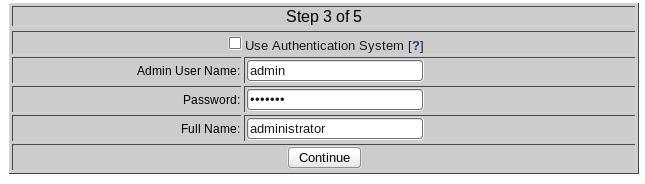 Step 3 of 5
Use Authentication System [?]
Admin User Name: admin
Password: •••••••
Full Name: administrator
Continue